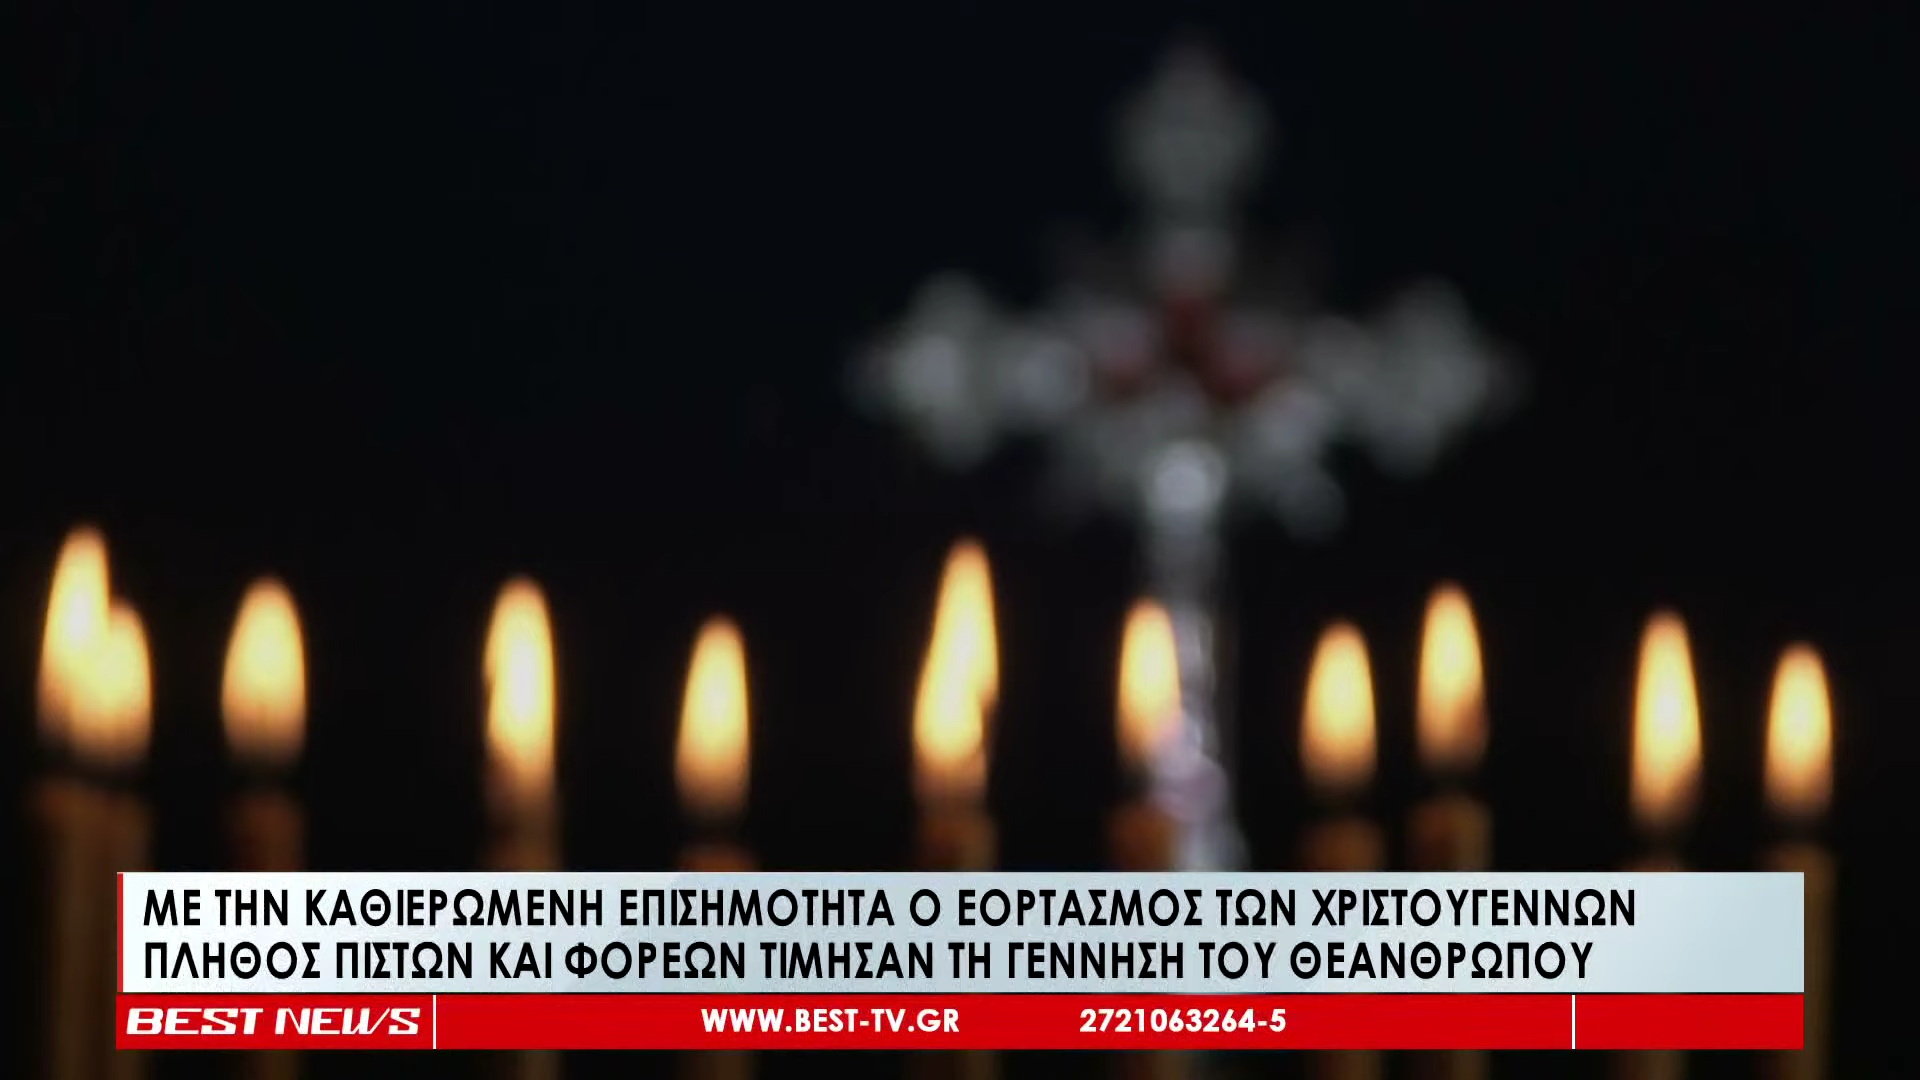 ΜΕ ΤΗΝ ΚΑΘΙΕΡΩΜΕΝΗ ΕΠΙΣΗΜΟΤΗΤΑ Ο ΕΟΡΤΑΣΜΟΣ ΤΩΝ ΧΡΙΣΤΟΥΓΕΝΝΩΝ
ΠΛΗΘΟΣ ΠΙΣΤΩΝ ΚΑΙ ΦΟΡΕΩΝ ΤΙΜΗΣΑΝ ΤΗ ΓΕΝΝΗΣΗ ΤΟΥ ΘΕΑΝΘΡΩΠΟΥ
BEST NEWS WWW.BEST-TV.GR 2721063264-5